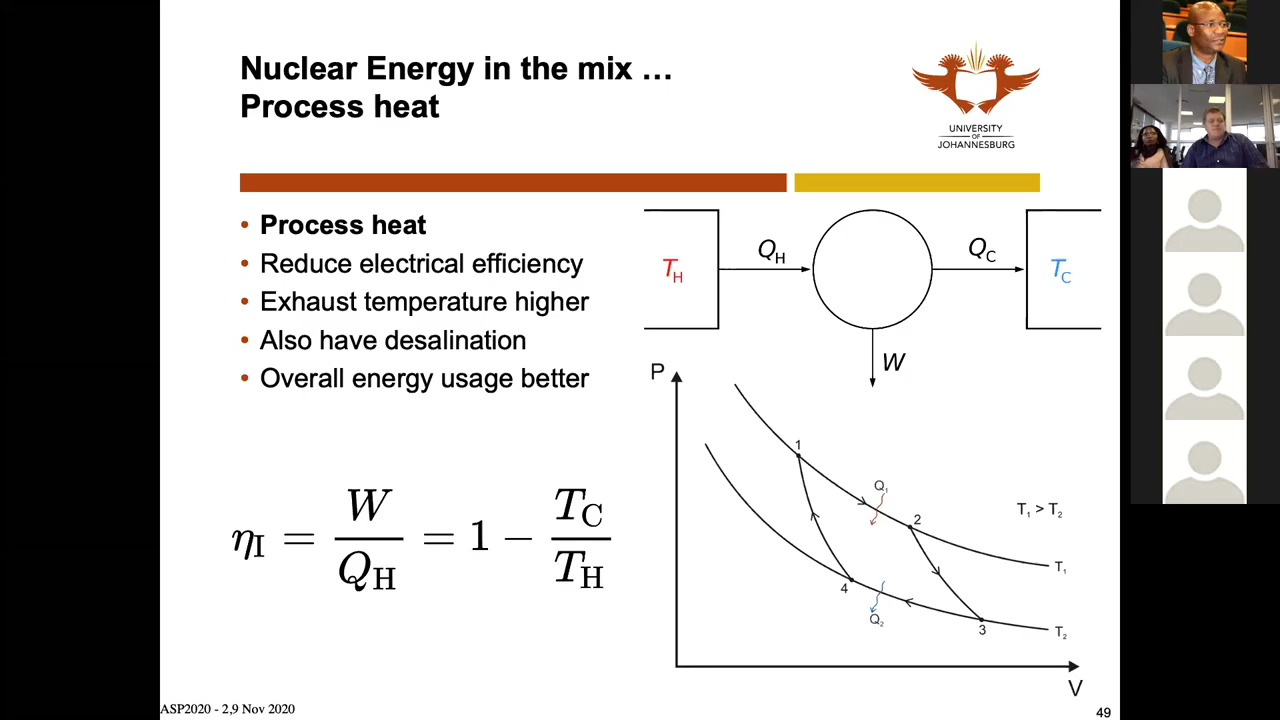 Nuclear Energy in the mix …
Process heat
UNIVERSITY
OF
JOHANNESBURG
• Process heat
• Reduce electrical efficiency
• Exhaust temperature higher
• Also have desalination
• Overall energy usage better
T_H
Q_H
Q_C
T_C
W
η_I = W / Q_H = 1 − T_C / T_H
P
1
Q₁
2
T₁ > T₂
T₁
4
Q₂
3
T₂
V
ASP2020 - 2,9 Nov 2020
49